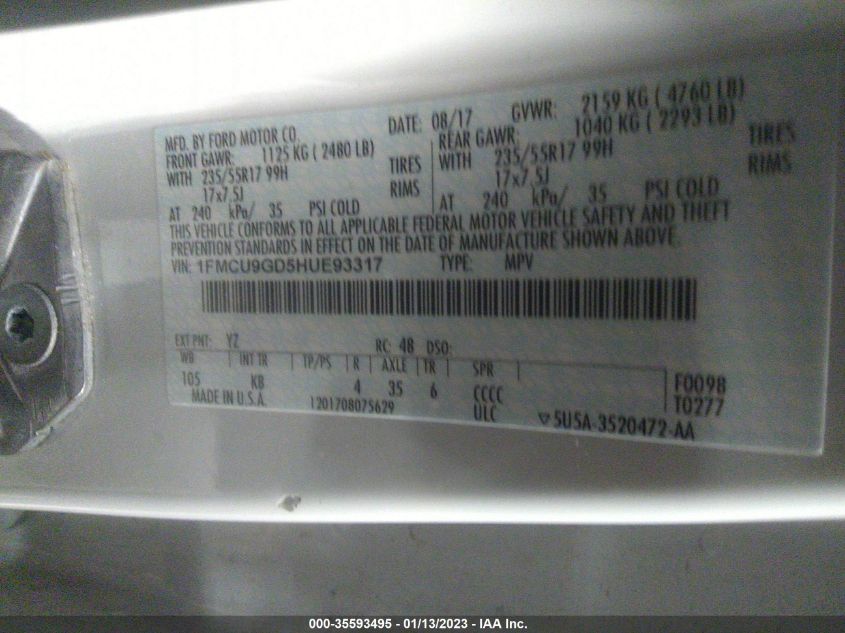 MFD. BY FORD MOTOR CO. DATE: 08/17 GVWR: 2159 KG ( 4760 LB)
FRONT GAWR: 1125 KG ( 2480 LB) REAR GAWR: 1040 KG ( 2293 LB)
WITH 235/55R17 99H TIRES WITH 235/55R17 99H TIRES
17x7.5J RIMS 17x7.5J RIMS
AT 240 kPa/ 35 PSI COLD AT 240 kPa/ 35 PSI COLD
THIS VEHICLE CONFORMS TO ALL APPLICABLE FEDERAL MOTOR VEHICLE SAFETY AND THEFT
PREVENTION STANDARDS IN EFFECT ON THE DATE OF MANUFACTURE SHOWN ABOVE.
VIN: 1FMCU9GD5HUE93317 TYPE: MPV
EXT PNT: YZ RC: 48 DSO:
WB INT TR TP/PS R AXLE TR SPR
105 KB 4 35 6 CCCC F0098
MADE IN U.S.A. 1201708075629 ULC T0277
5U5A-3520472-AA
000-35593495 - 01/13/2023 - IAA Inc.